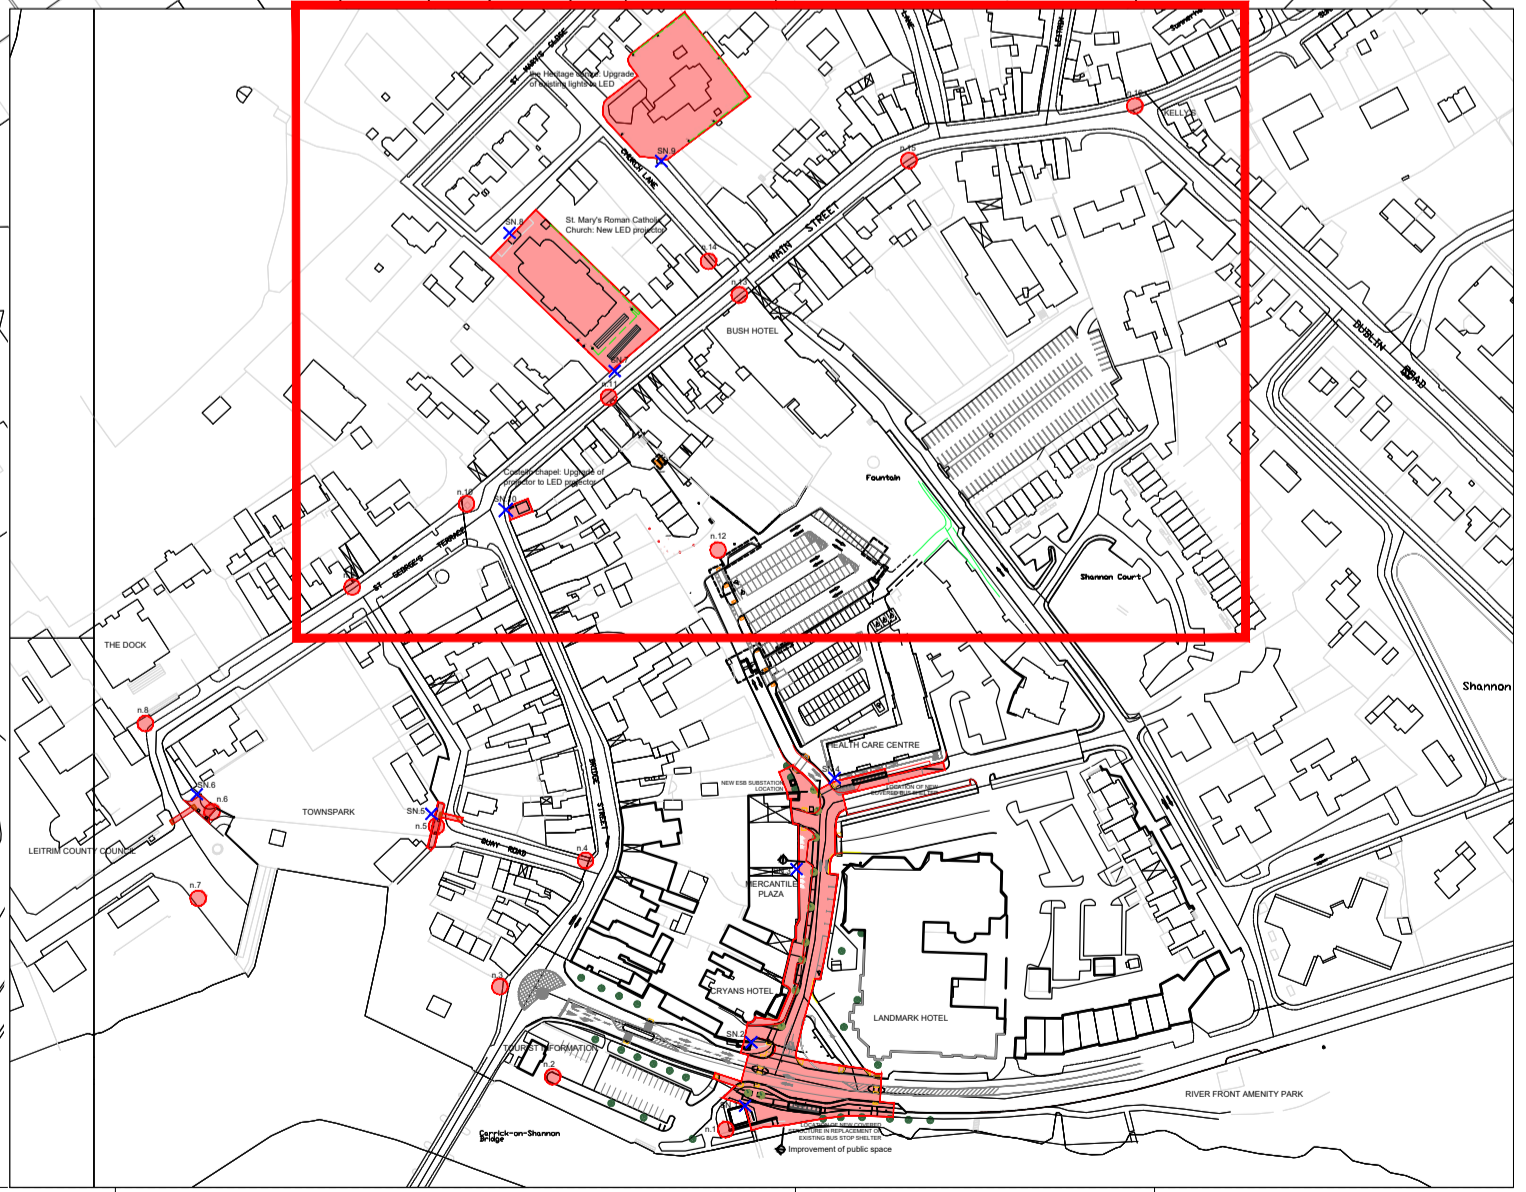 ST. MARY'S CLOSE
LANE
LEITRIM
Summerhill
the Heritage centre: Upgrade
of existing lights to LED
n.16
KELLY'S
SN.9
n.15
CHURCH LANE
SN.8
St. Mary's Roman Catholic
Church: New LED projector
MAIN STREET
n.14
n.13
BUSH HOTEL
DUBLIN ROAD
SN.7
n.11
Costello chapel: Upgrade of
projector to LED projector
Fountain
n.10
SN.10
ST GEORGE'S TERRACE
n.12
Shannon Court
THE DOCK
Shannon
n.8
HEALTH CARE CENTRE
SN.4
BRIDGE STREET
NEW ESB SUBSTATION
LOCATION
LOCATION OF NEW
COVERED BUS SHELTER
SN.6
n.6
TOWNSPARK
SN.5
n.5
QUAY ROAD
n.4
LEITRIM COUNTY COUNCIL
MERCANTILE
PLAZA
n.7
n.3
CRYANS HOTEL
LANDMARK HOTEL
SN.2
TOURIST INFORMATION
n.2
RIVER FRONT AMENITY PARK
n.1
LOCATION OF NEW COVERED
STRUCTURE IN REPLACEMENT OF
EXISTING BUS STOP SHELTER
Carrick-on-Shannon
Bridge
Improvement of public space